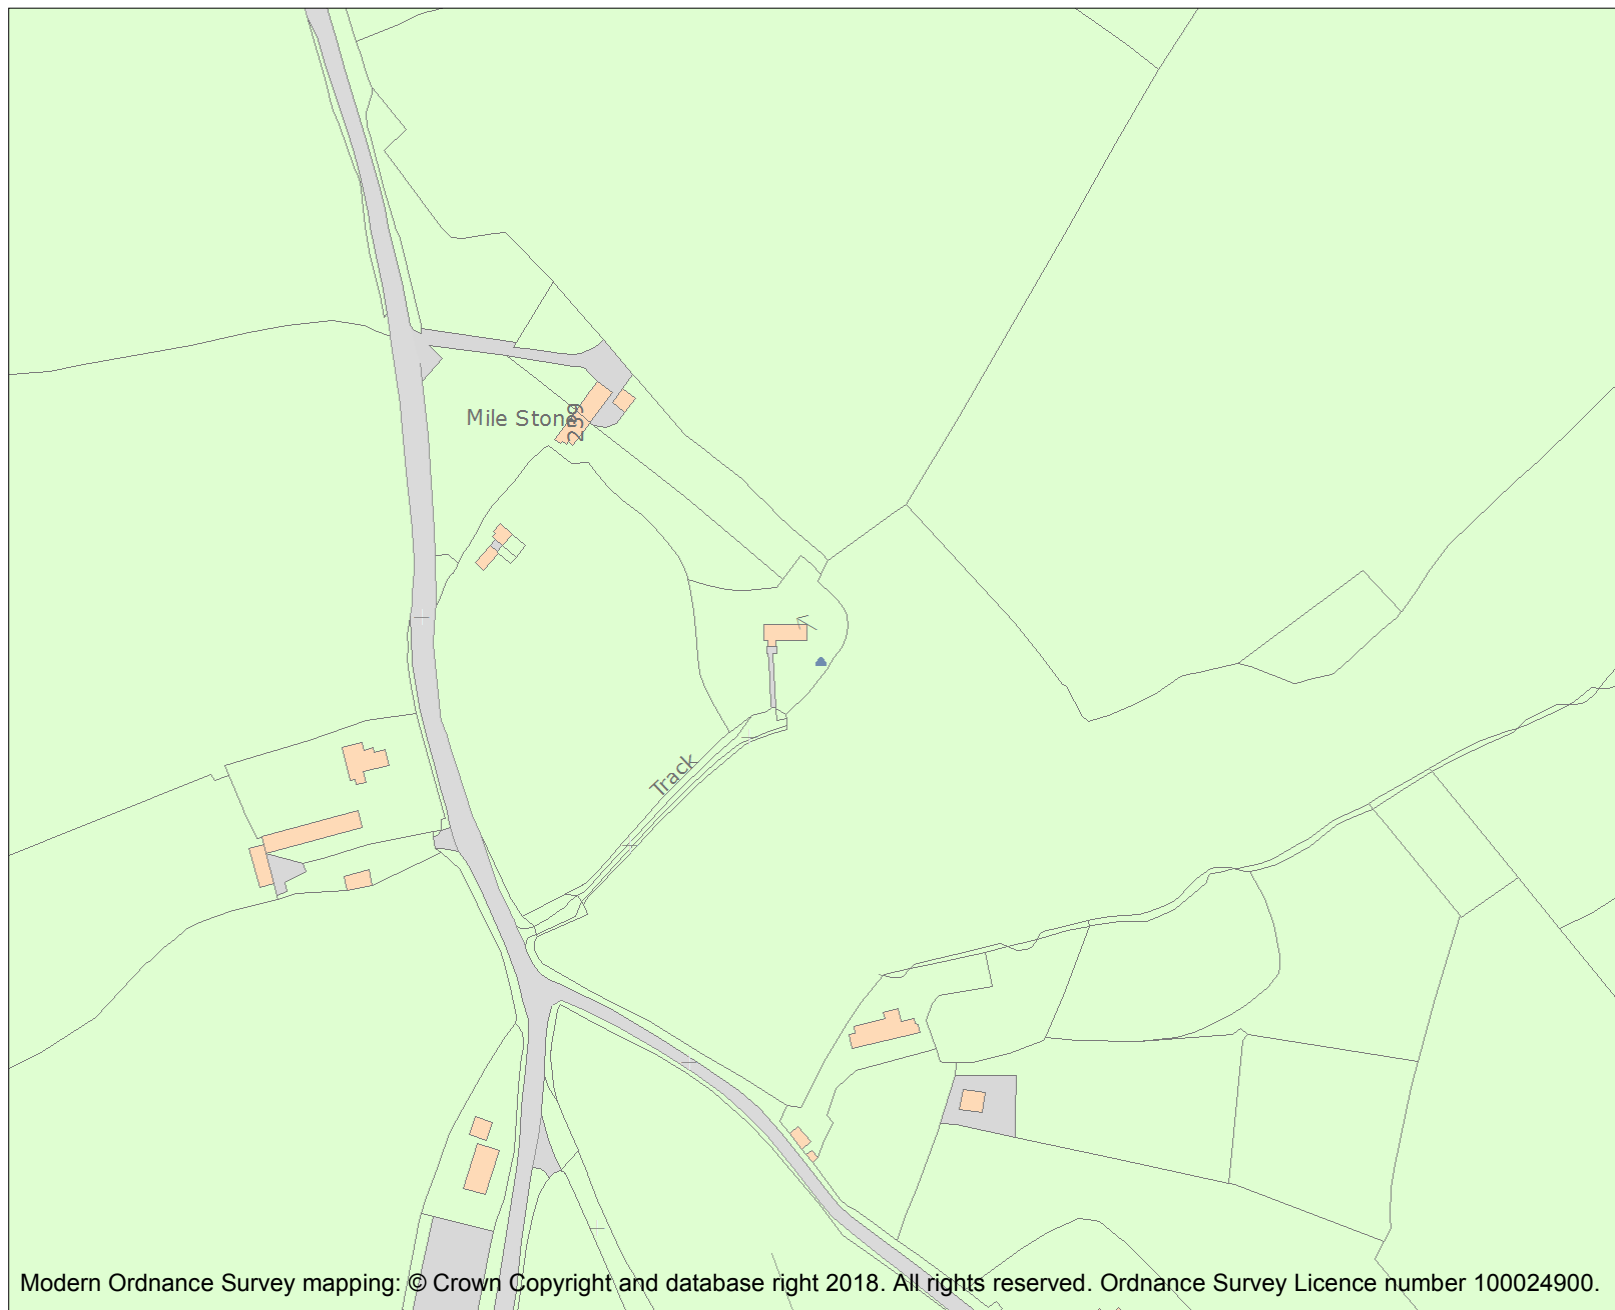 Mile Stone
259
Track
Modern Ordnance Survey mapping: © Crown Copyright and database right 2018. All rights reserved. Ordnance Survey Licence number 100024900.